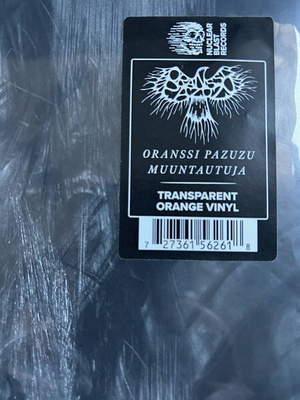 NUCLEAR
BLAST
RECORDS
ORANSSI PAZUZU
MUUNTAUTUJA
TRANSPARENT
ORANGE VINYL
7 27361 56261 8